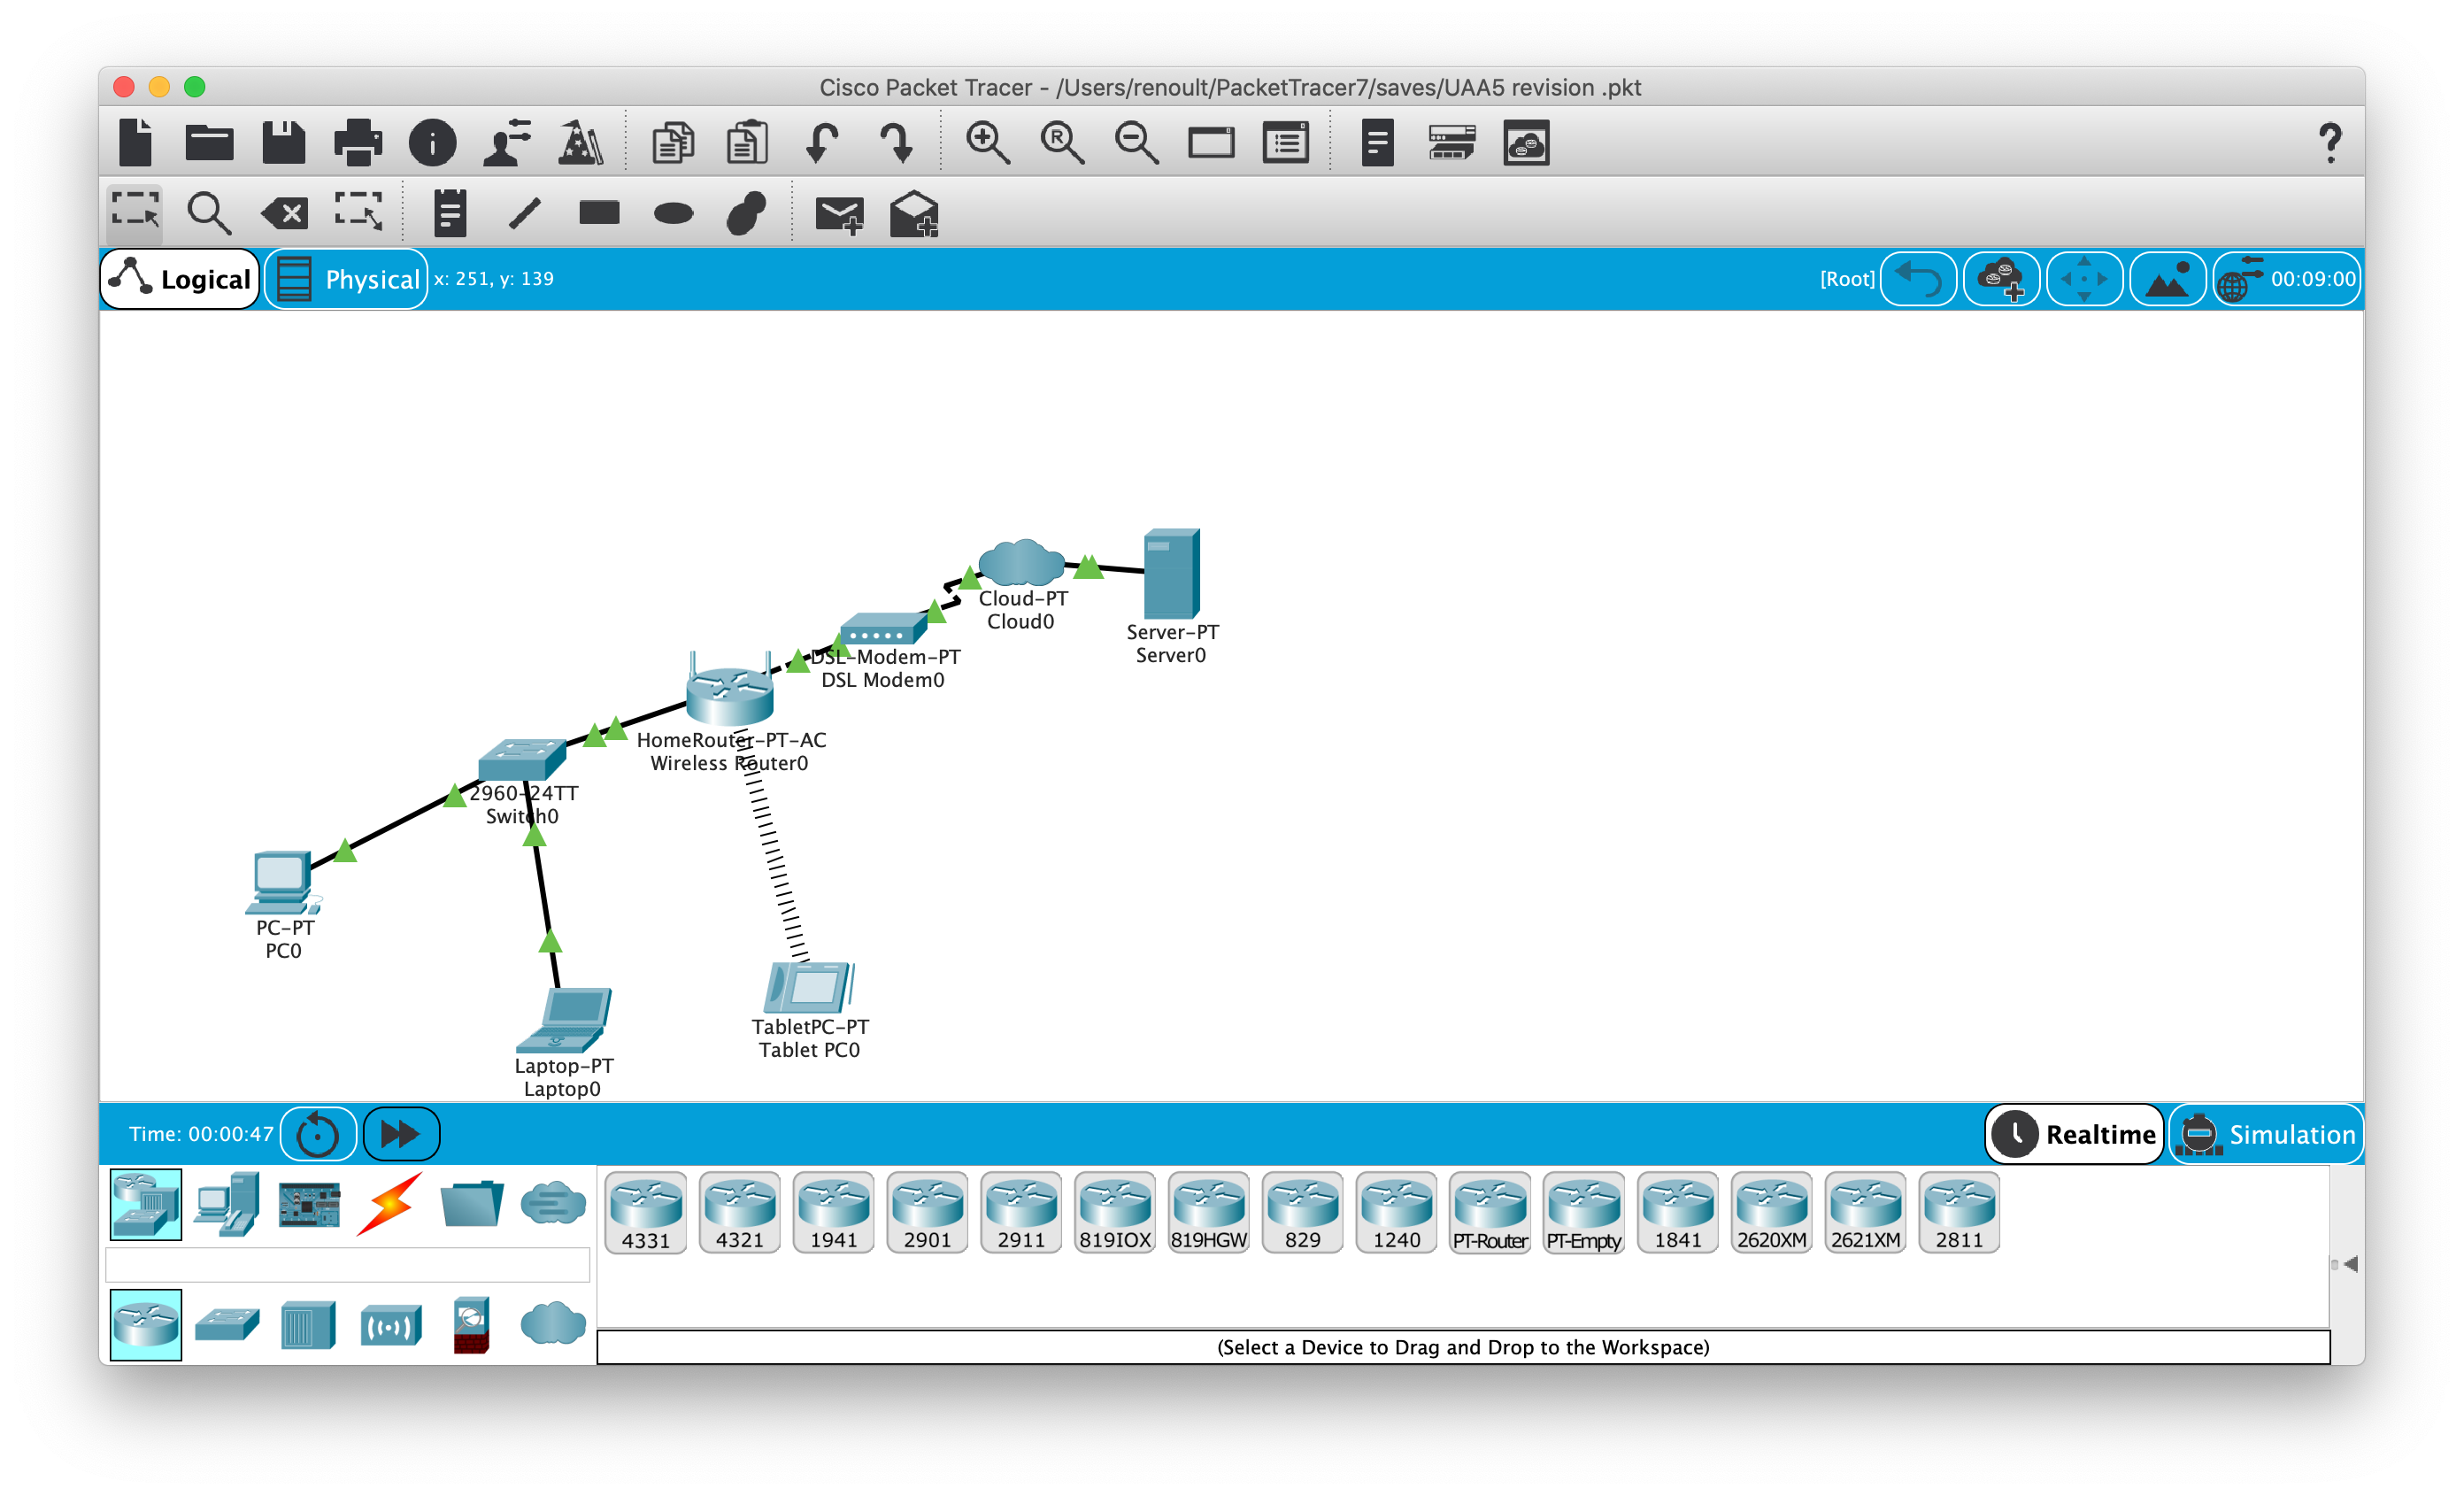 Cisco Packet Tracer - /Users/renoult/PacketTracer7/saves/UAA5 revision .pkt
Logical
Physical
x: 251, y: 139
[Root]
00:09:00
Cloud-PT
Cloud0
Server-PT
Server0
DSL-Modem-PT
DSL Modem0
HomeRouter-PT-AC
Wireless Router0
2960-24TT
Switch0
PC-PT
PC0
TabletPC-PT
Tablet PC0
Laptop-PT
Laptop0
Time: 00:00:47
Realtime
Simulation
4331 4321 1941 2901 2911 819IOX 819HGW 829 1240 PT-Router PT-Empty 1841 2620XM 2621XM 2811
(Select a Device to Drag and Drop to the Workspace)